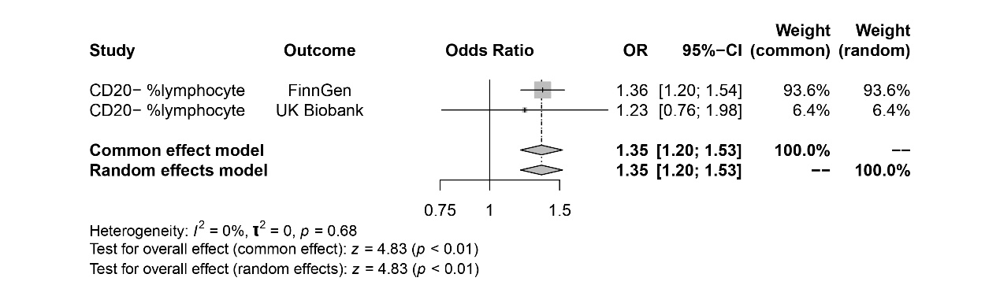 Weight Weight
Study Outcome Odds Ratio OR 95%−CI (common) (random)
CD20− %lymphocyte FinnGen 1.36 [1.20; 1.54] 93.6% 93.6%
CD20− %lymphocyte UK Biobank 1.23 [0.76; 1.98] 6.4% 6.4%
Common effect model 1.35 [1.20; 1.53] 100.0% −−
Random effects model 1.35 [1.20; 1.53] −− 100.0%
0.75 1 1.5
Heterogeneity: I² = 0%, τ² = 0, p = 0.68
Test for overall effect (common effect): z = 4.83 (p < 0.01)
Test for overall effect (random effects): z = 4.83 (p < 0.01)